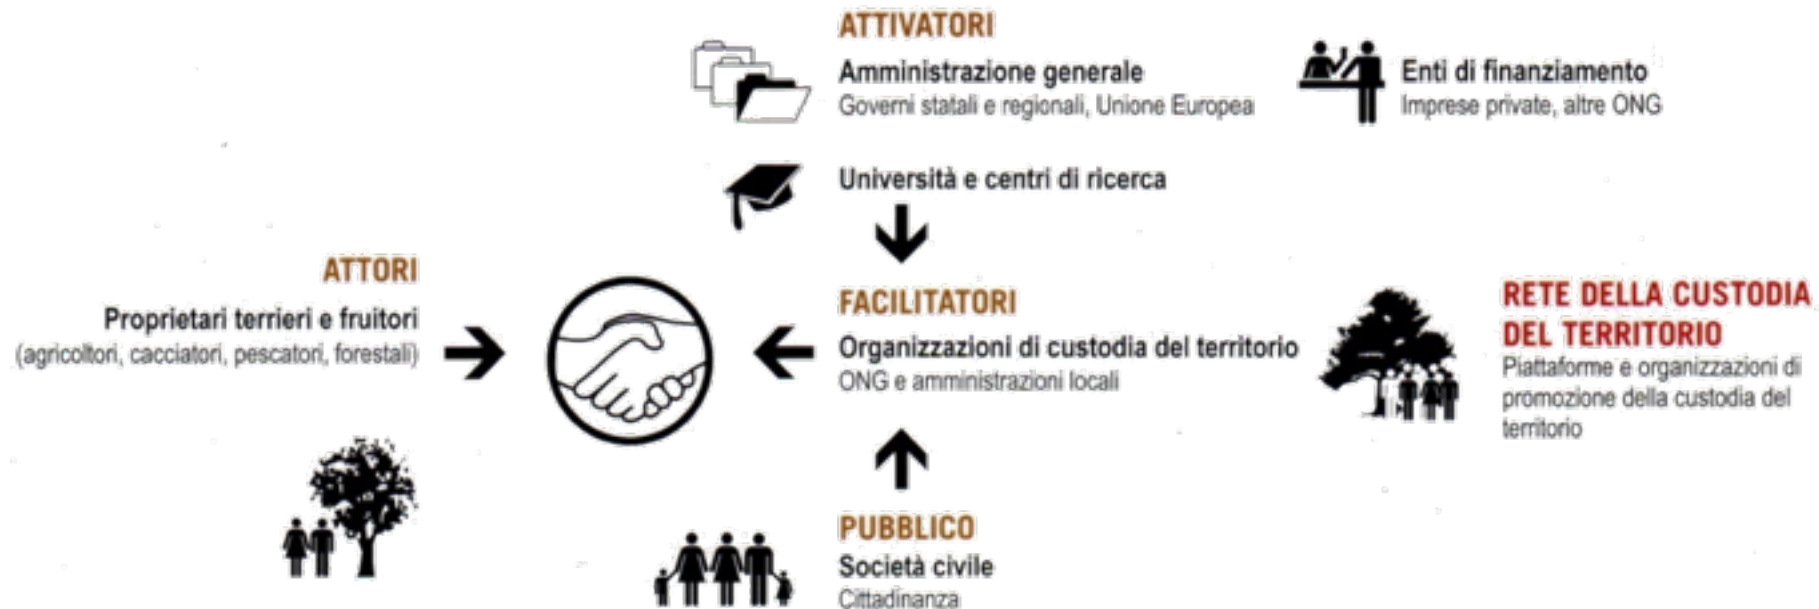 ATTIVATORI
Amministrazione generale
Governi statali e regionali, Unione Europea
Enti di finanziamento
Imprese private, altre ONG
Università e centri di ricerca
ATTORI
Proprietari terrieri e fruitori
(agricoltori, cacciatori, pescatori, forestali)
FACILITATORI
Organizzazioni di custodia del territorio
ONG e amministrazioni locali
RETE DELLA CUSTODIA
DEL TERRITORIO
Piattaforme e organizzazioni di
promozione della custodia del
territorio
PUBBLICO
Società civile
Cittadinanza